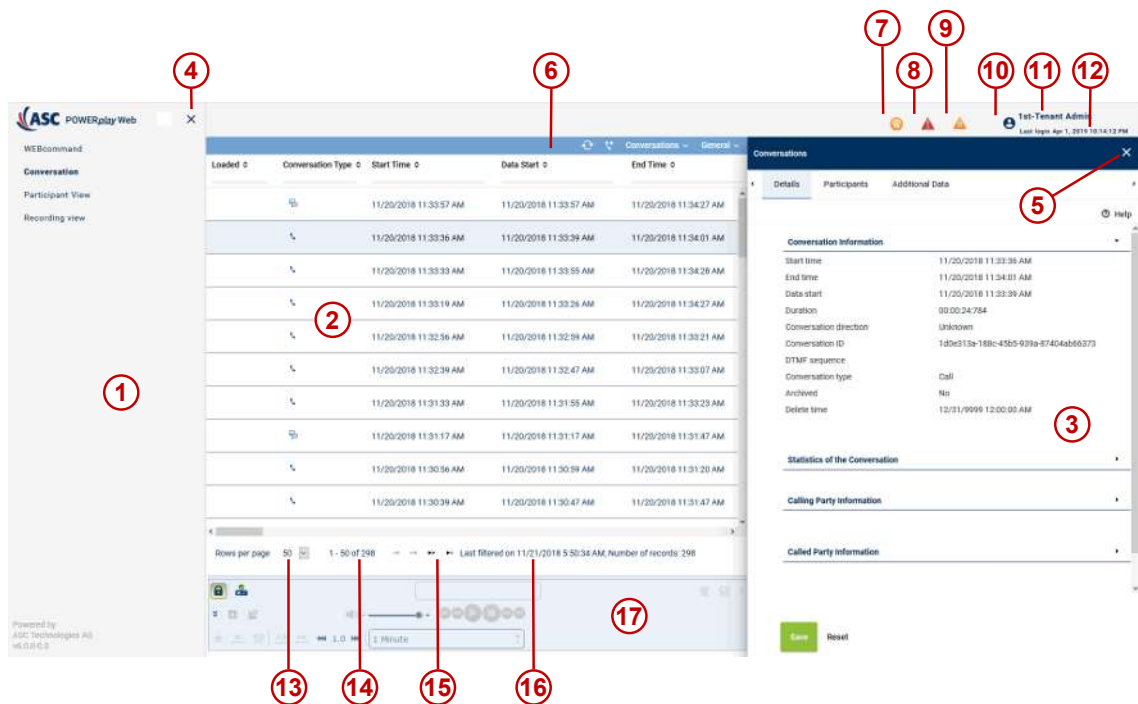 7
8
9
10
11
12
4
6
ASC POWERplay Web
1st-Tenant Admin
Last login Apr 1, 2019 10:14:12 PM
WEBcommand
Conversation
Participant View
Recording view
Conversations
General
Loaded
Conversation Type
Start Time
Data Start
End Time
11/20/2018 11:33:57 AM 11/20/2018 11:33:57 AM 11/20/2018 11:34:27 AM
11/20/2018 11:33:36 AM 11/20/2018 11:33:39 AM 11/20/2018 11:34:01 AM
11/20/2018 11:33:33 AM 11/20/2018 11:33:55 AM 11/20/2018 11:34:28 AM
11/20/2018 11:33:19 AM 11/20/2018 11:33:26 AM 11/20/2018 11:34:27 AM
11/20/2018 11:32:56 AM 11/20/2018 11:32:59 AM 11/20/2018 11:33:21 AM
11/20/2018 11:32:39 AM 11/20/2018 11:32:47 AM 11/20/2018 11:33:07 AM
11/20/2018 11:31:33 AM 11/20/2018 11:31:55 AM 11/20/2018 11:33:23 AM
11/20/2018 11:31:17 AM 11/20/2018 11:31:17 AM 11/20/2018 11:31:47 AM
11/20/2018 11:30:56 AM 11/20/2018 11:30:59 AM 11/20/2018 11:31:20 AM
11/20/2018 11:30:39 AM 11/20/2018 11:30:47 AM 11/20/2018 11:31:47 AM
1
2
Rows per page 50 1 - 50 of 298 Last filtered on 11/21/2018 5:50:34 AM, Number of records: 298
1.0
1 Minute
17
Powered by
ASC Technologies AG
v6.0.0-0.3
Conversations
5
Details Participants Additional Data
Help
Conversation Information
Start time 11/20/2018 11:33:36 AM
End time 11/20/2018 11:34:01 AM
Data start 11/20/2018 11:33:39 AM
Duration 00:00:24:784
Conversation direction Unknown
Conversation ID 1d0e313a-188c-45b5-939a-87404ab66373
DTMF sequence
Conversation type Call
Archived No
Delete time 12/31/9999 12:00:00 AM
3
Statistics of the Conversation
Calling Party Information
Called Party Information
Save Reset
13
14
15
16